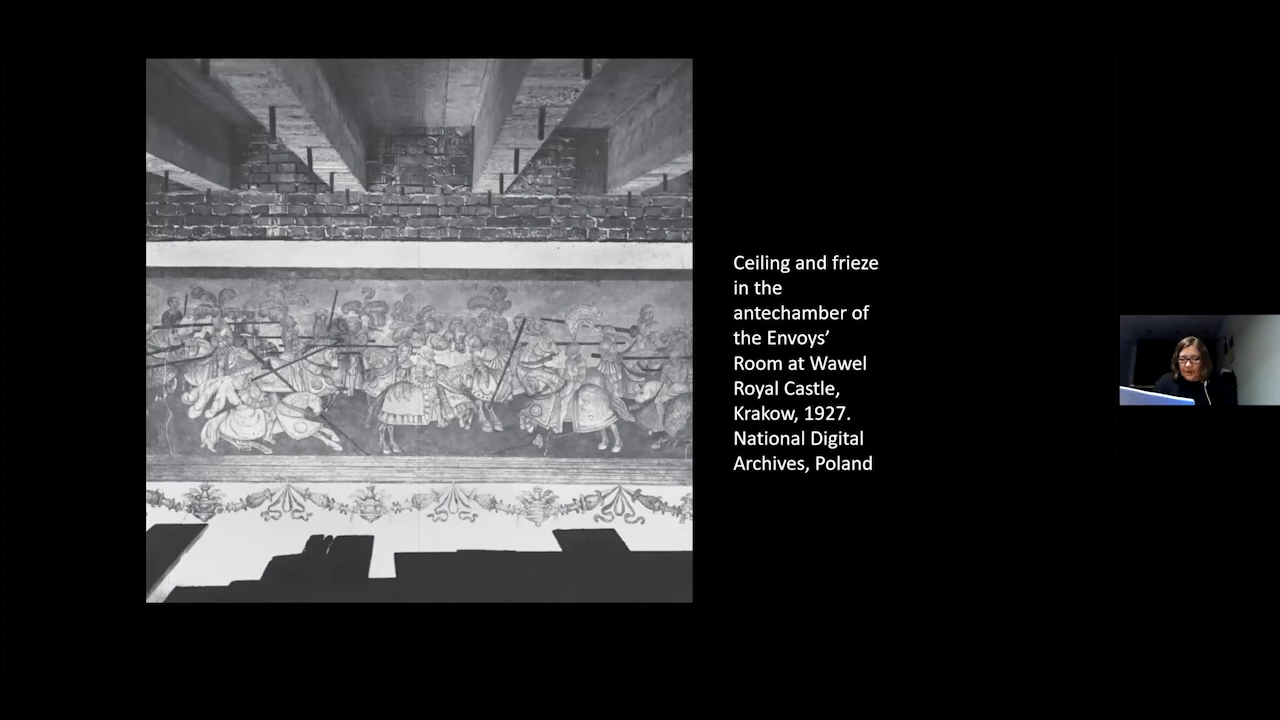 Ceiling and frieze
in the
antechamber of
the Envoys’
Room at Wawel
Royal Castle,
Krakow, 1927.
National Digital
Archives, Poland